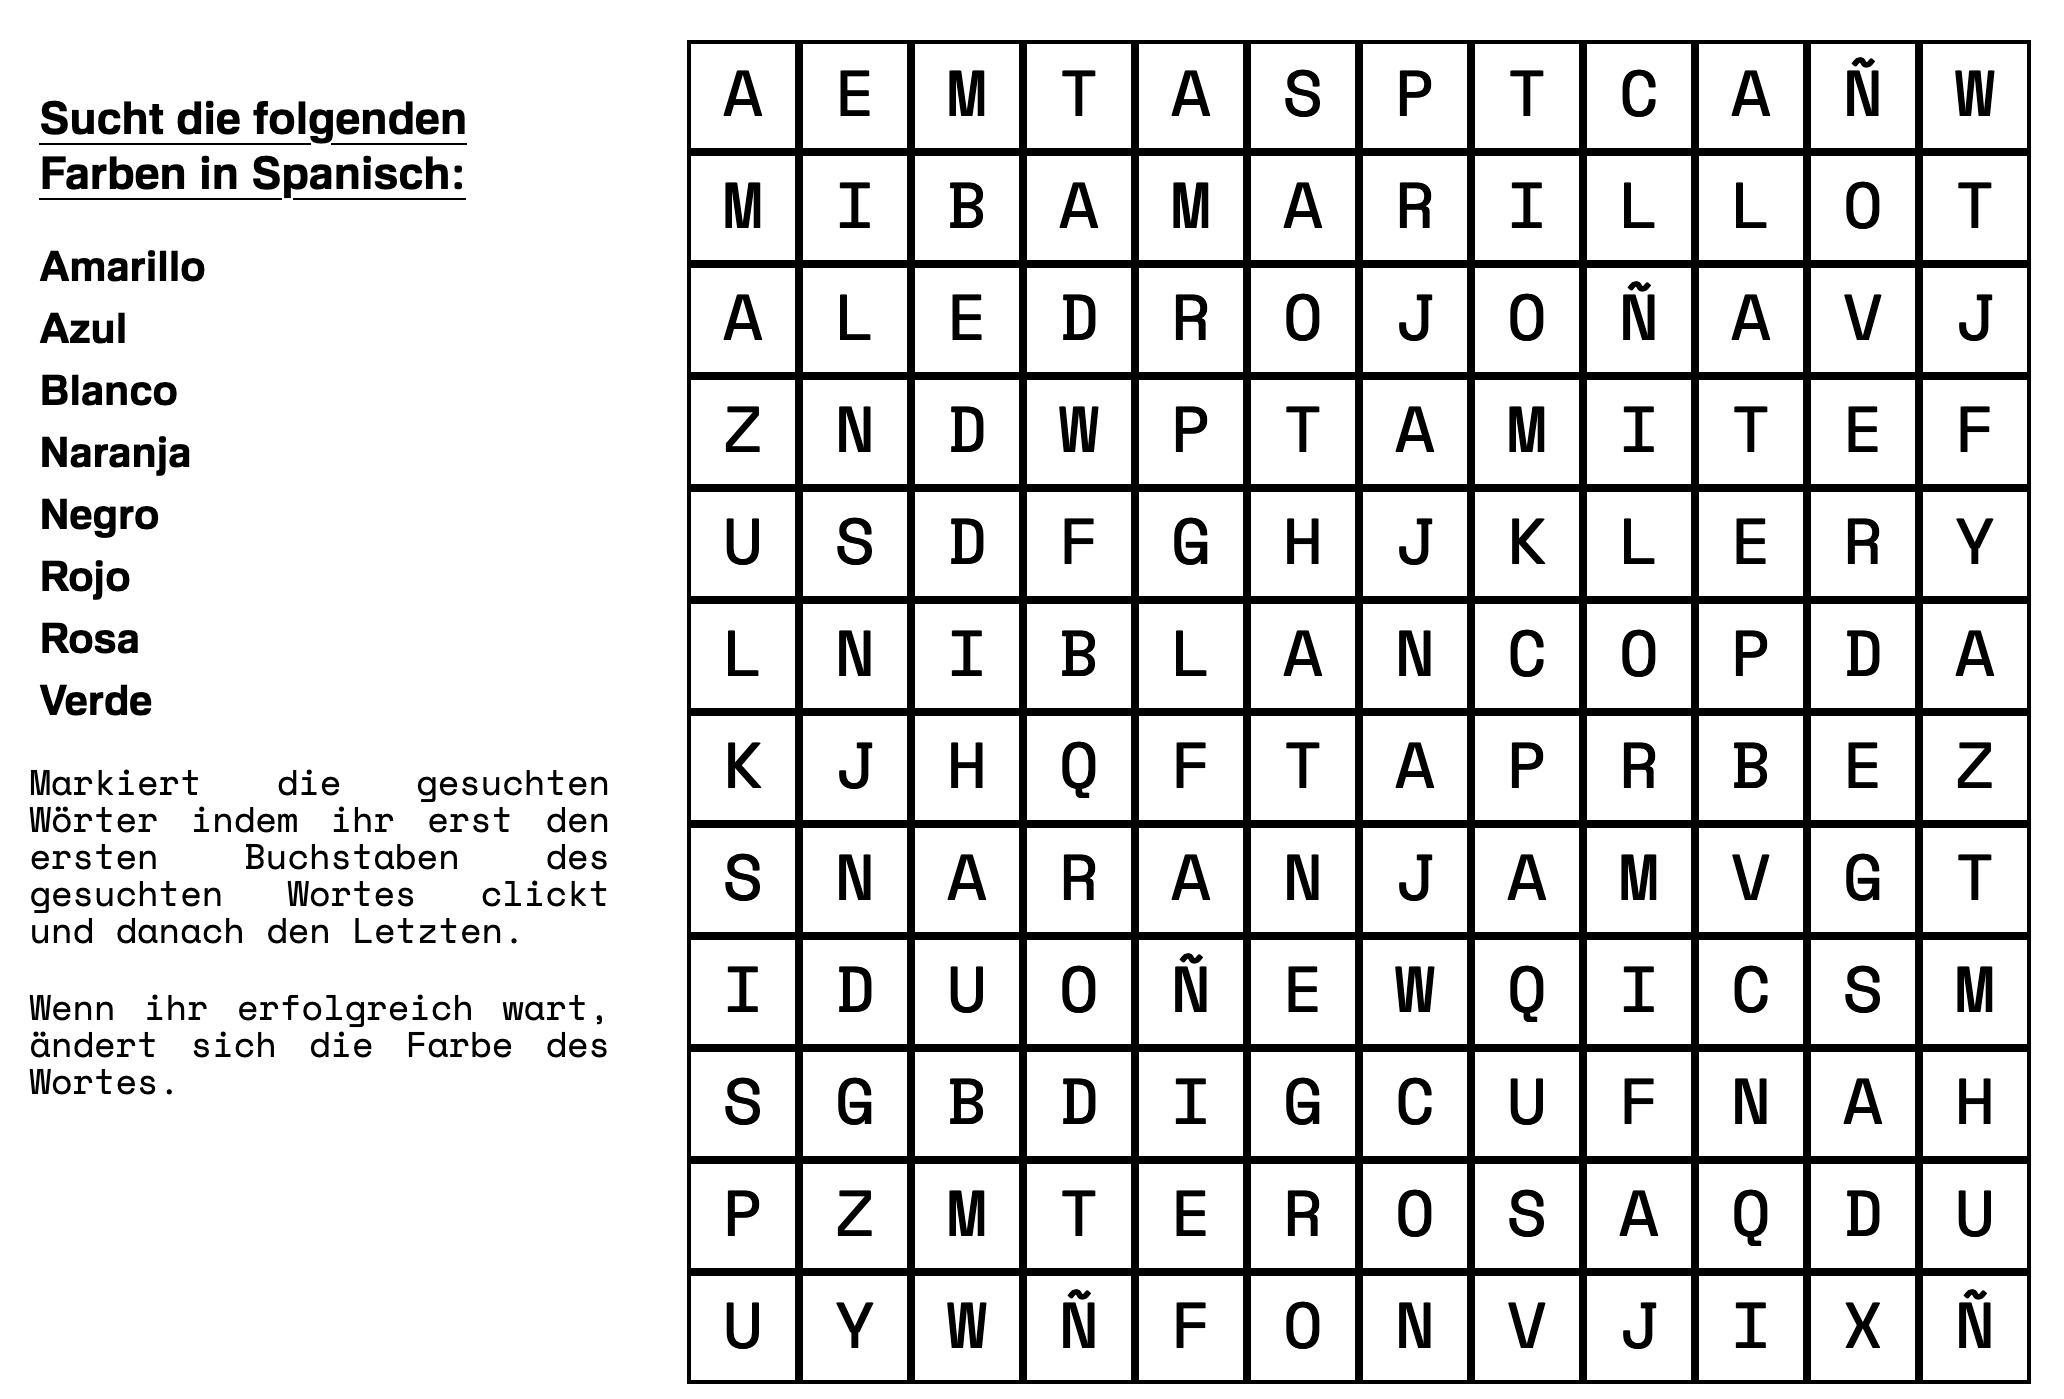 Sucht die folgenden
Farben in Spanisch:
Amarillo
Azul
Blanco
Naranja
Negro
Rojo
Rosa
Verde
Markiert die gesuchten
Wörter indem ihr erst den
ersten Buchstaben des
gesuchten Wortes clickt
und danach den Letzten.
Wenn ihr erfolgreich wart,
ändert sich die Farbe des
Wortes.
A E M T A S P T C A Ñ W
M I B A M A R I L L O T
A L E D R O J O Ñ A V J
Z N D W P T A M I T E F
U S D F G H J K L E R Y
L N I B L A N C O P D A
K J H Q F T A P R B E Z
S N A R A N J A M V G T
I D U O Ñ E W Q I C S M
S G B D I G C U F N A H
P Z M T E R O S A Q D U
U Y W Ñ F O N V J I X Ñ